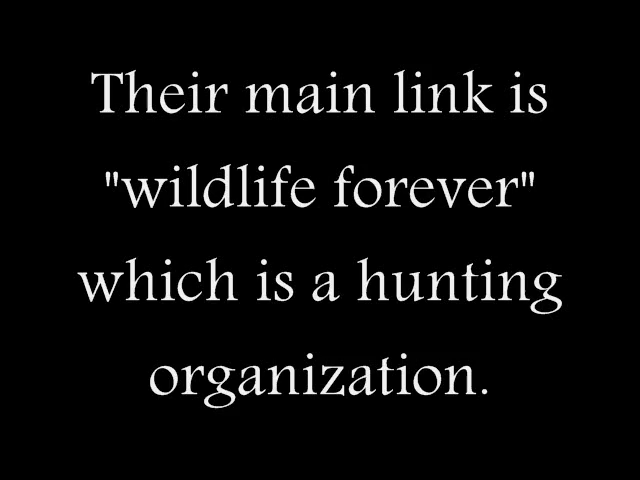 Their main link is
"wildlife forever"
which is a hunting
organization.